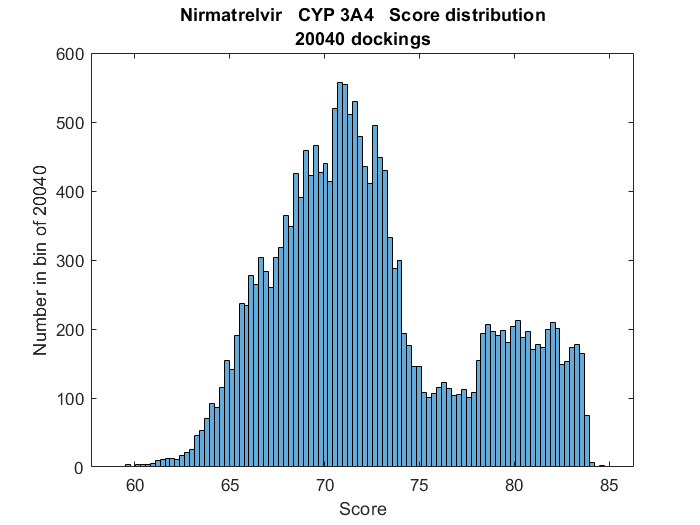 Nirmatrelvir   CYP 3A4   Score distribution
20040 dockings
600
500
400
300
200
100
0
Number in bin of 20040
60 65 70 75 80 85
Score